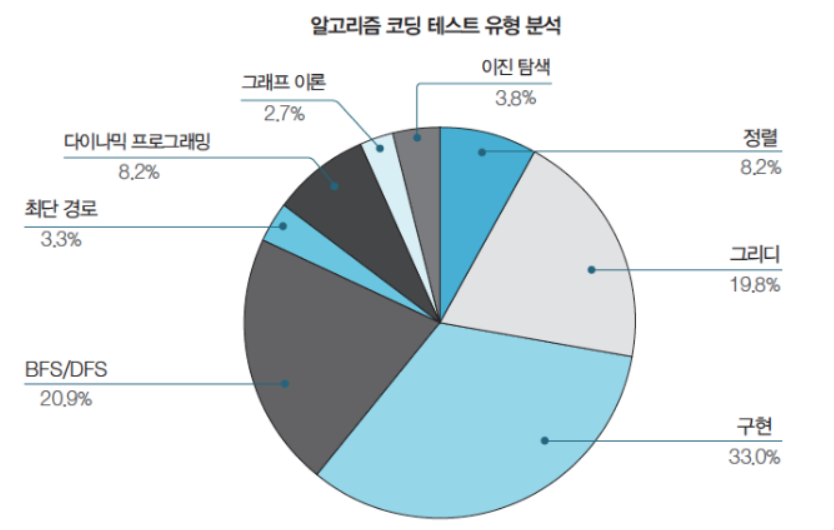 알고리즘 코딩 테스트 유형 분석
이진 탐색
3.8%
그래프 이론
2.7%
다이나믹 프로그래밍
8.2%
최단 경로
3.3%
BFS/DFS
20.9%
정렬
8.2%
그리디
19.8%
구현
33.0%